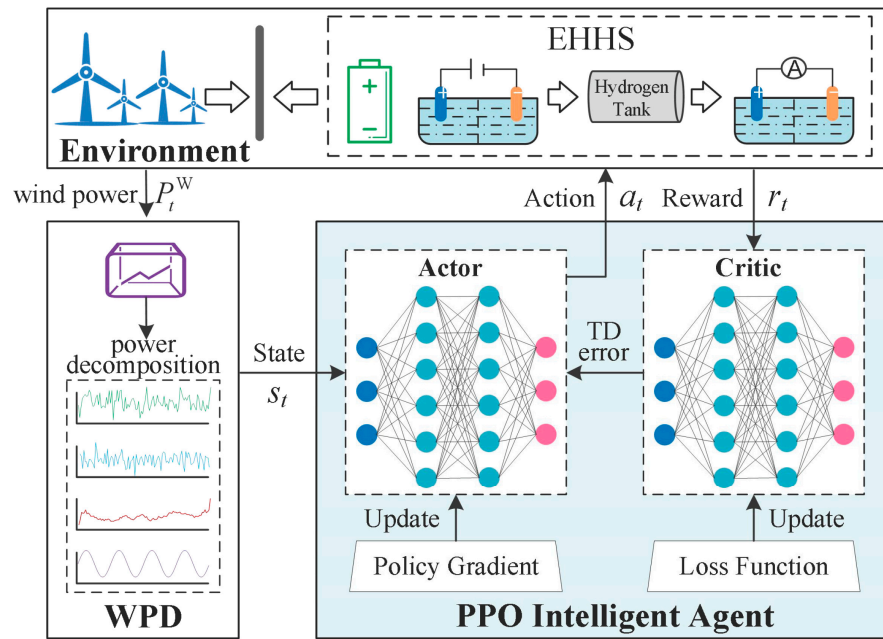 EHHS
+
−
+
−
Hydrogen
Tank
+
A
−
Environment
wind power P_t^W
Action a_t
Reward r_t
power
decomposition
WPD
State
s_t
Actor
Critic
TD
error
Update
Update
Policy Gradient
Loss Function
PPO Intelligent Agent